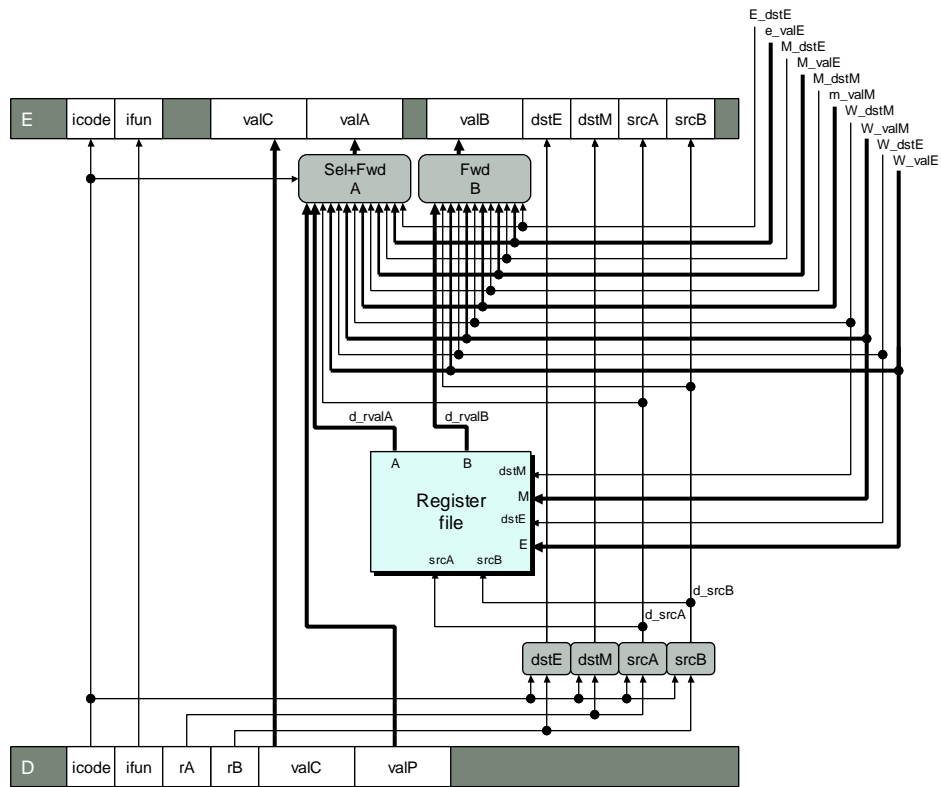 E_dstE
e_valE
M_dstE
M_valE
M_dstM
m_valM
W_dstM
W_valM
W_dstE
W_valE
E icode ifun valC valA valB dstE dstM srcA srcB
Sel+Fwd
A
Fwd
B
d_rvalA d_rvalB
A B
dstM
Register
file
M
dstE
E
srcA srcB
d_srcB
d_srcA
dstE dstM srcA srcB
D icode ifun rA rB valC valP